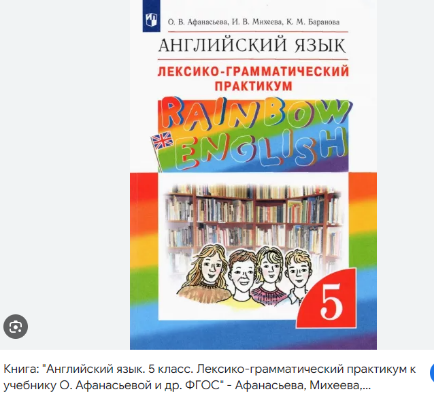 О. В. Афанасьева, И. В. Михеева, К. М. Баранова
АНГЛИЙСКИЙ ЯЗЫК
ЛЕКСИКО-ГРАММАТИЧЕСКИЙ
ПРАКТИКУМ
RAINBOW
ENGLISH
5
Книга: "Английский язык. 5 класс. Лексико-грамматический практикум к
учебнику О. Афанасьевой и др. ФГОС" - Афанасьева, Михеева,...